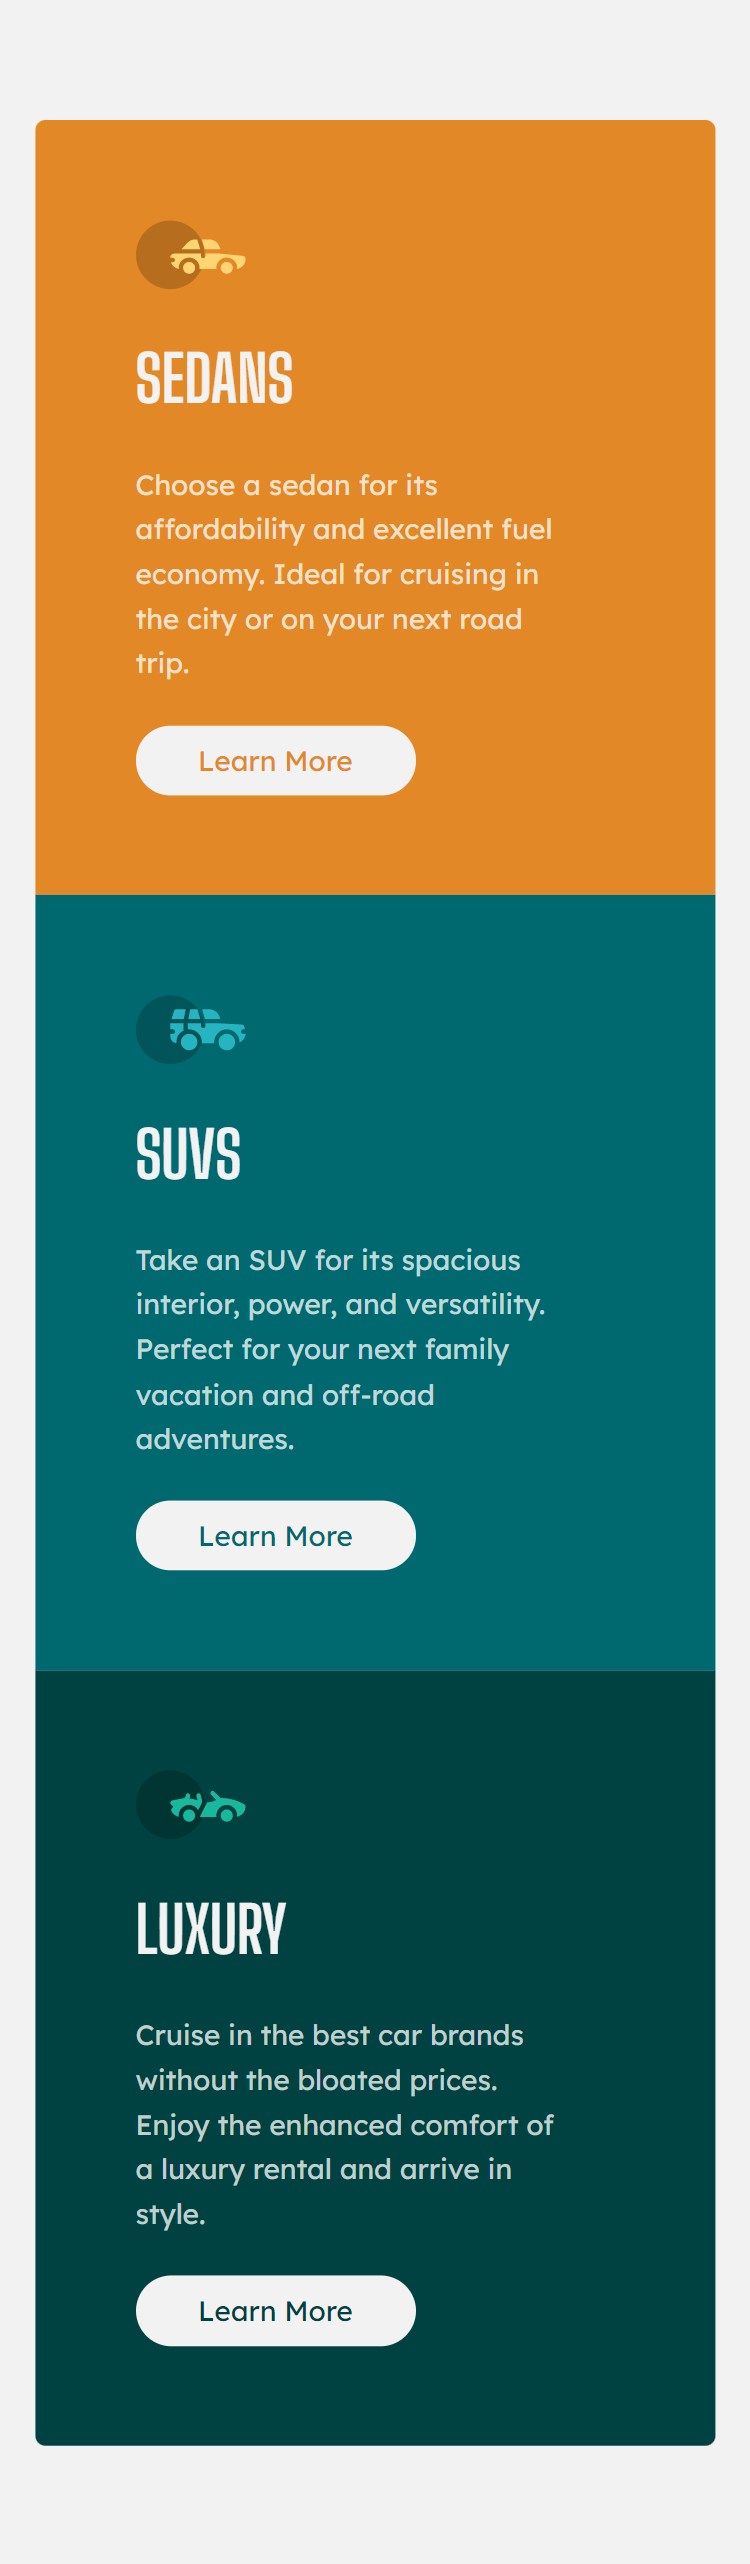 SEDANS
Choose a sedan for its
affordability and excellent fuel
economy. Ideal for cruising in
the city or on your next road
trip.
Learn More
SUVS
Take an SUV for its spacious
interior, power, and versatility.
Perfect for your next family
vacation and off-road
adventures.
Learn More
LUXURY
Cruise in the best car brands
without the bloated prices.
Enjoy the enhanced comfort of
a luxury rental and arrive in
style.
Learn More